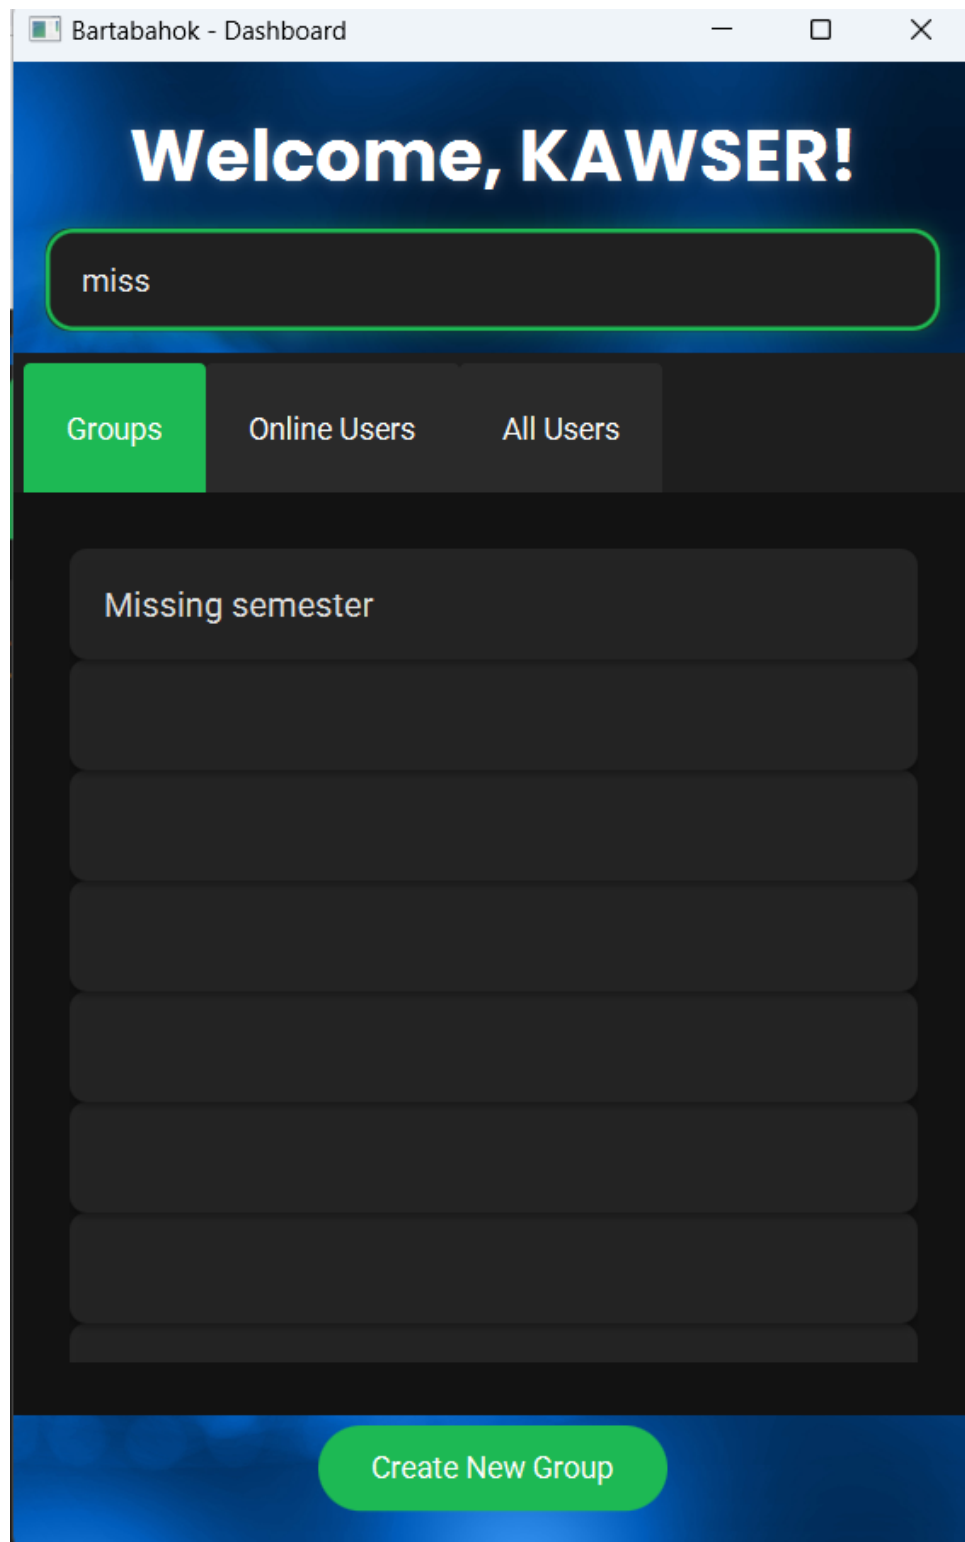 Bartabahok - Dashboard
Welcome, KAWSER!
miss
Groups Online Users All Users
Missing semester
Create New Group